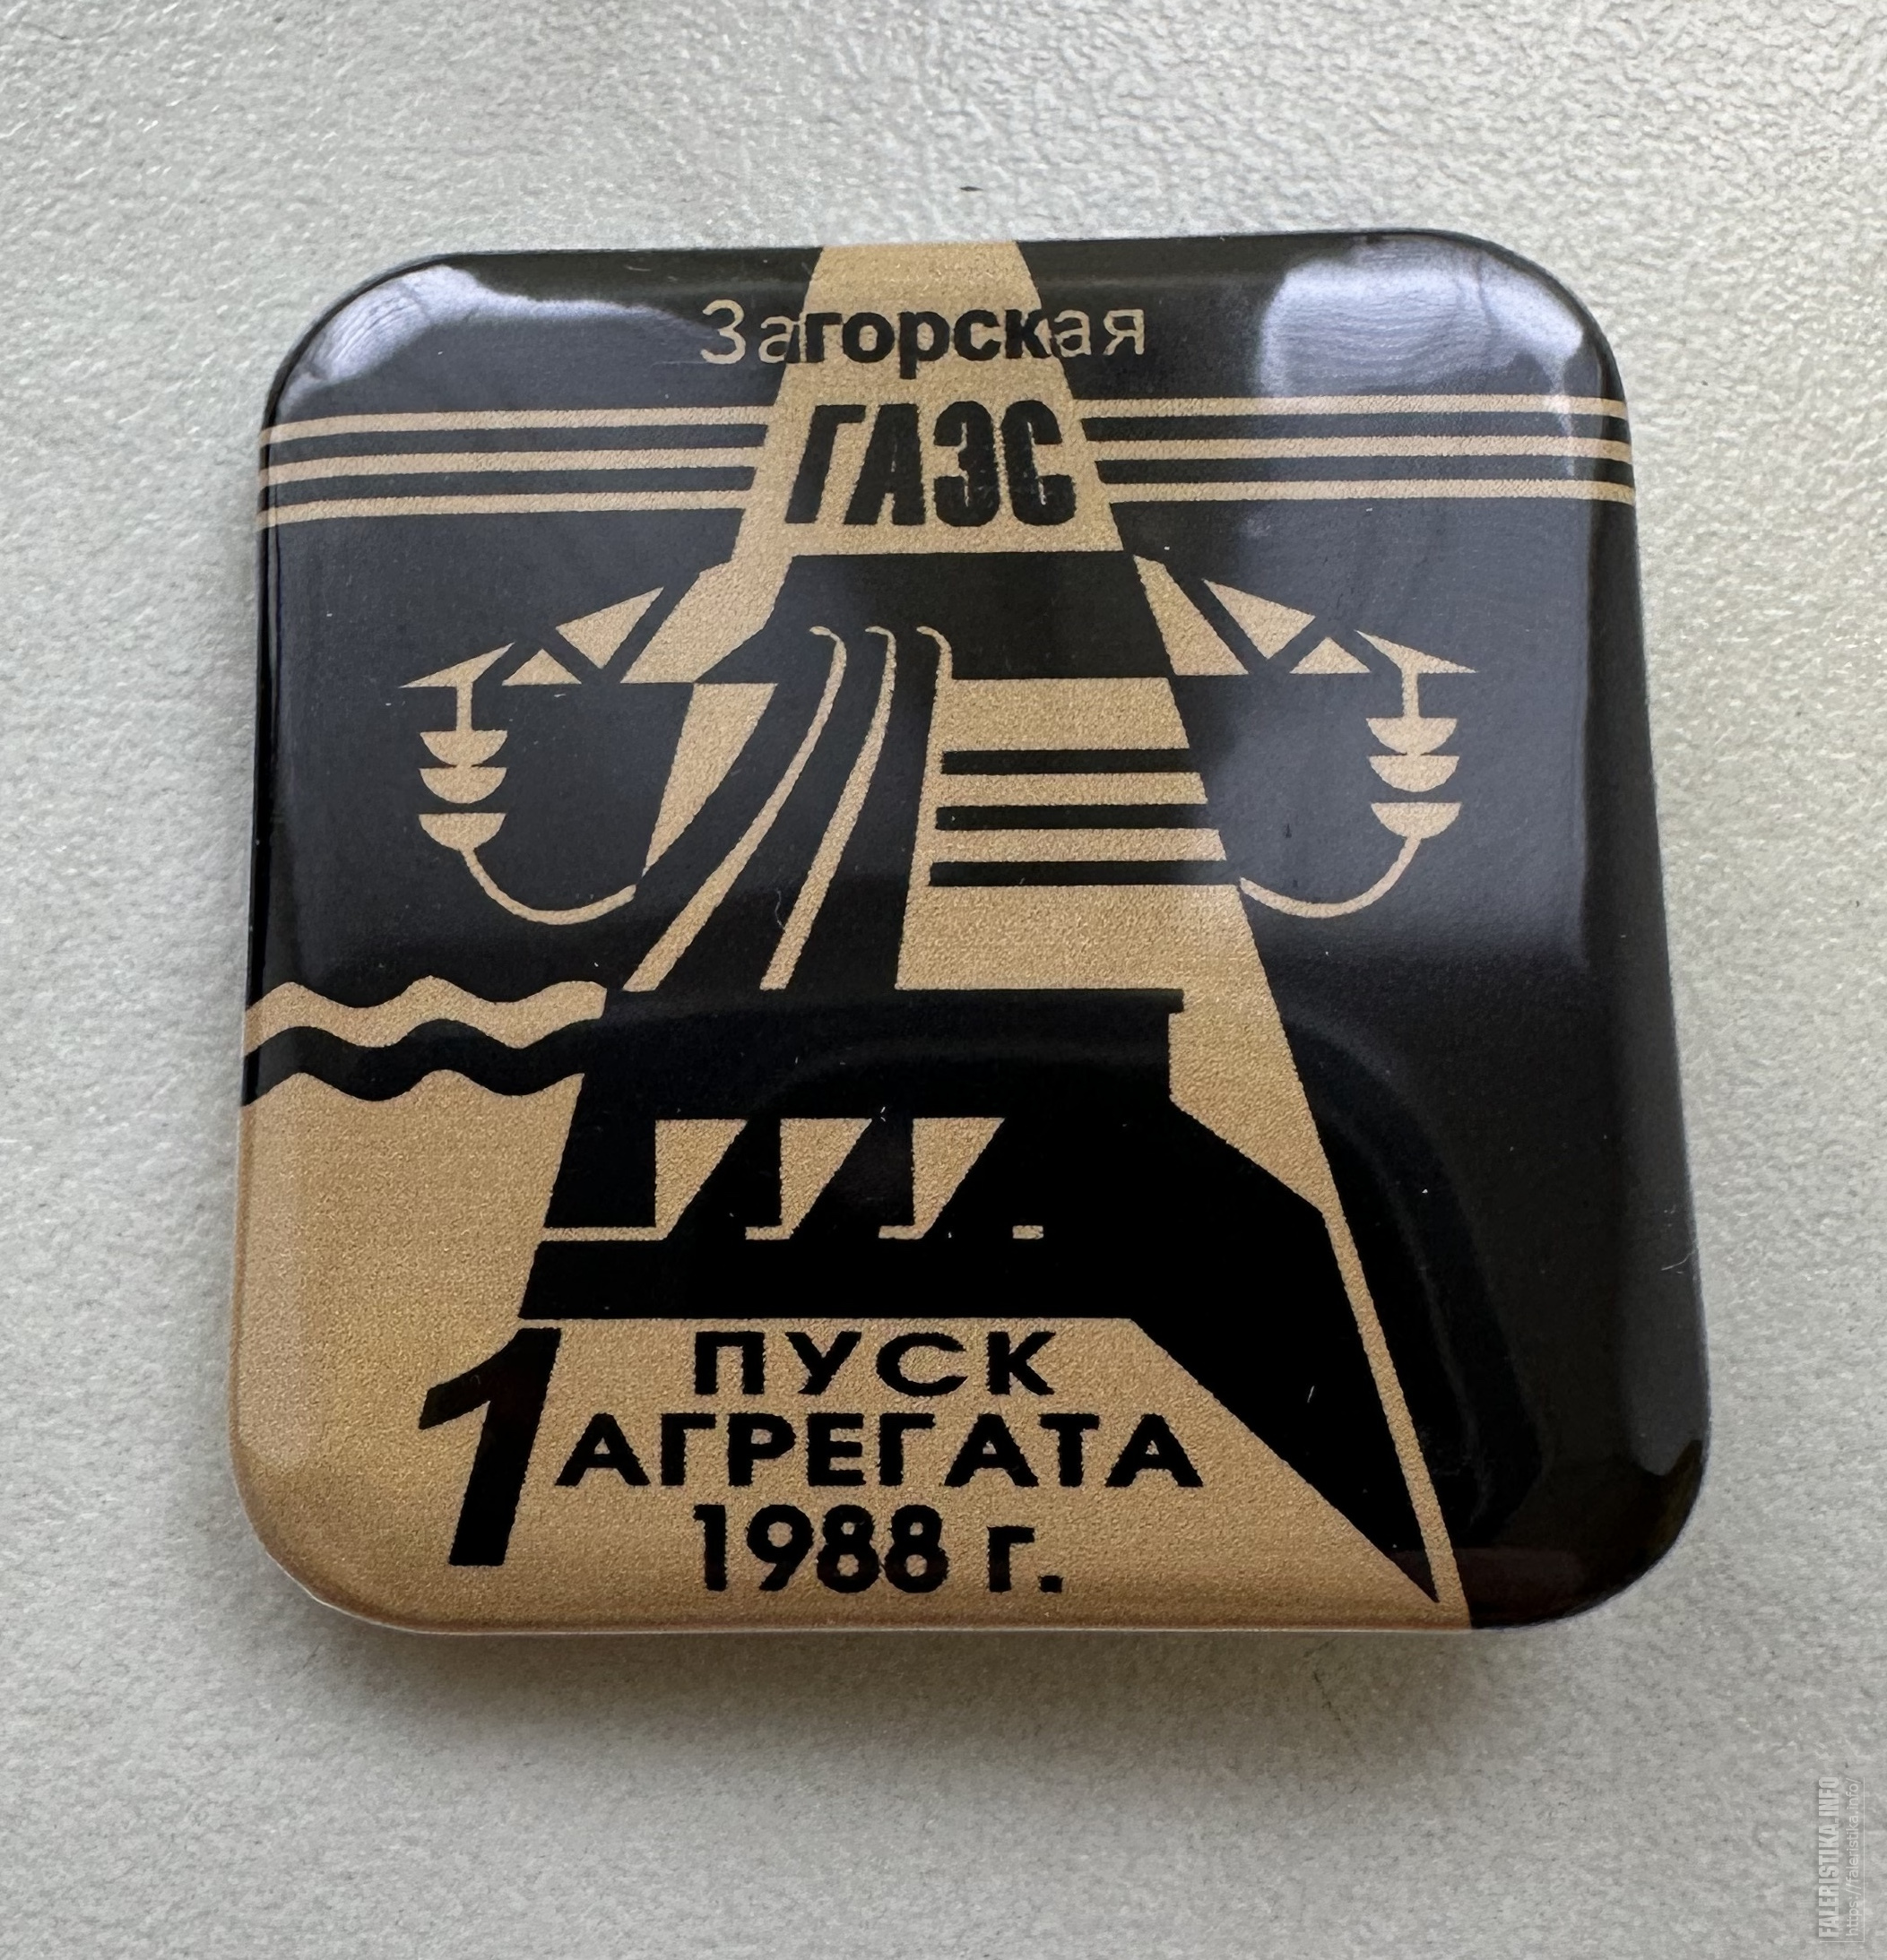 Загорская
ГАЭС
ПУСК
1 АГРЕГАТА
1988 г.
FALERISTIKA.INFO
https://faleristika.info/